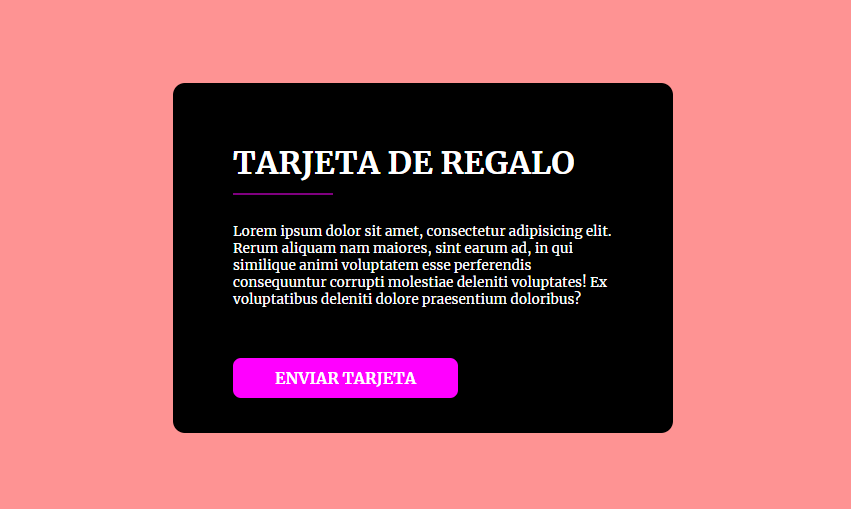 TARJETA DE REGALO
Lorem ipsum dolor sit amet, consectetur adipisicing elit.
Rerum aliquam nam maiores, sint earum ad, in qui
similique animi voluptatem esse perferendis
consequuntur corrupti molestiae deleniti voluptates! Ex
voluptatibus deleniti dolore praesentium doloribus?
ENVIAR TARJETA